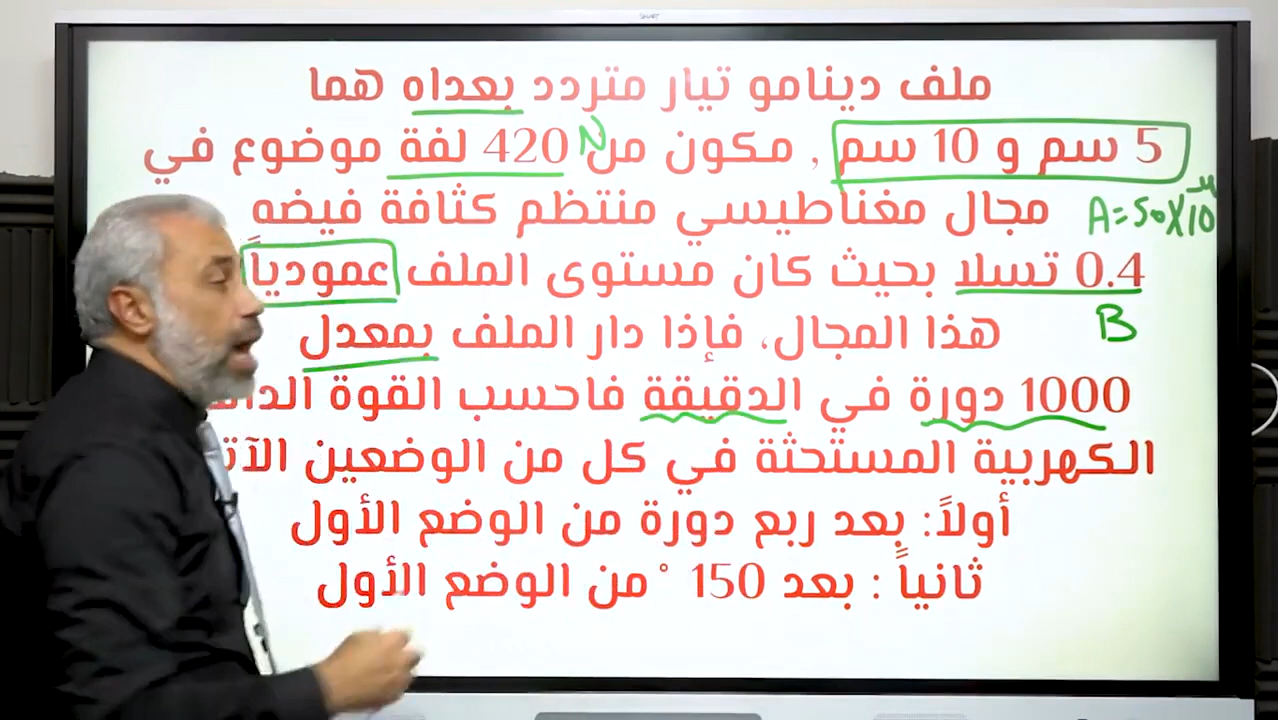 SMART
ملف دينامو تيار متردد بعداه هما
5 سم و 10 سم , مكون من N 420 لفة موضوع في
مجال مغناطيسي منتظم كثافة فيضه
A=50X10⁻⁴
0.4 تسلا بحيث كان مستوى الملف عمودياً
B
هذا المجال، فإذا دار الملف بمعدل
1000 دورة في الدقيقة فاحسب القوة
الكهربية المستحثة في كل من الوضعين
أولاً: بعد ربع دورة من الوضع الأول
ثانياً : بعد 150 ° من الوضع الأول